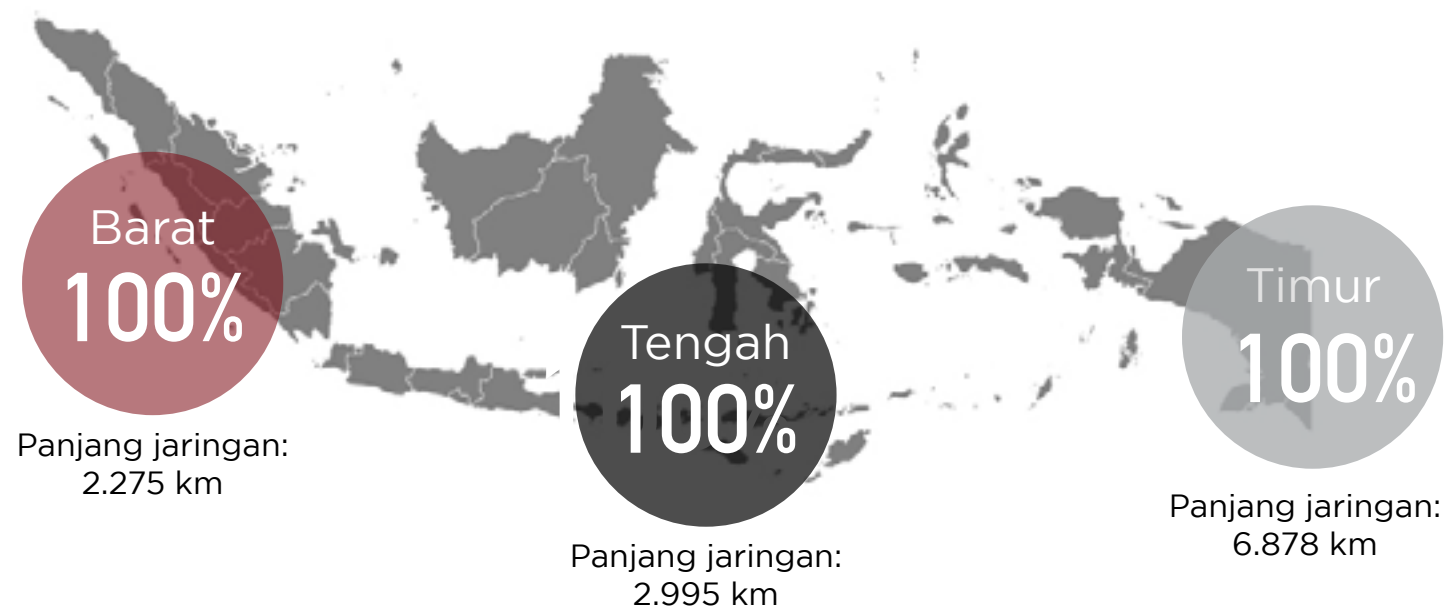 Barat
100%
Panjang jaringan:
2.275 km
Tengah
100%
Panjang jaringan:
2.995 km
Timur
100%
Panjang jaringan:
6.878 km